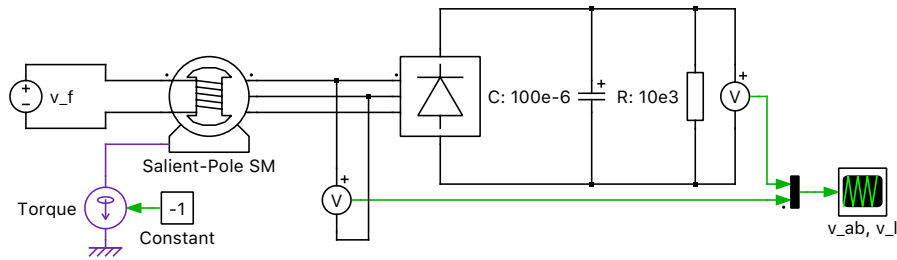 v_f
C: 100e-6
R: 10e3
V
Salient-Pole SM
Torque
-1
V
Constant
v_ab, v_l